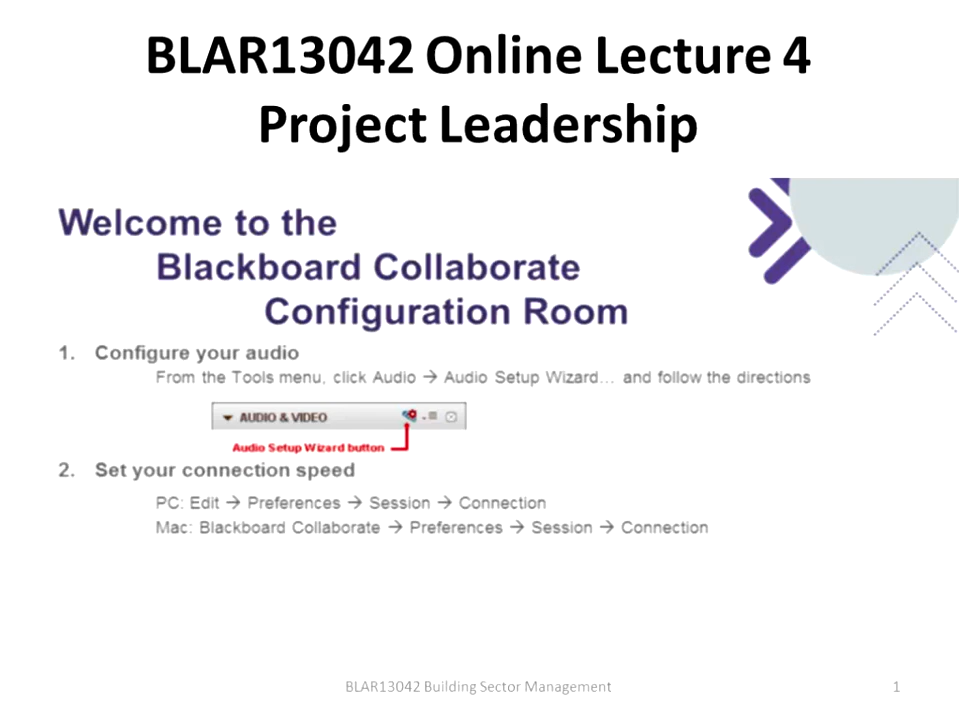 BLAR13042 Online Lecture 4
Project Leadership
Welcome to the
Blackboard Collaborate
Configuration Room
1. Configure your audio
From the Tools menu, click Audio → Audio Setup Wizard... and follow the directions
AUDIO & VIDEO
Audio Setup Wizard button
2. Set your connection speed
PC: Edit → Preferences → Session → Connection
Mac: Blackboard Collaborate → Preferences → Session → Connection
BLAR13042 Building Sector Management
1